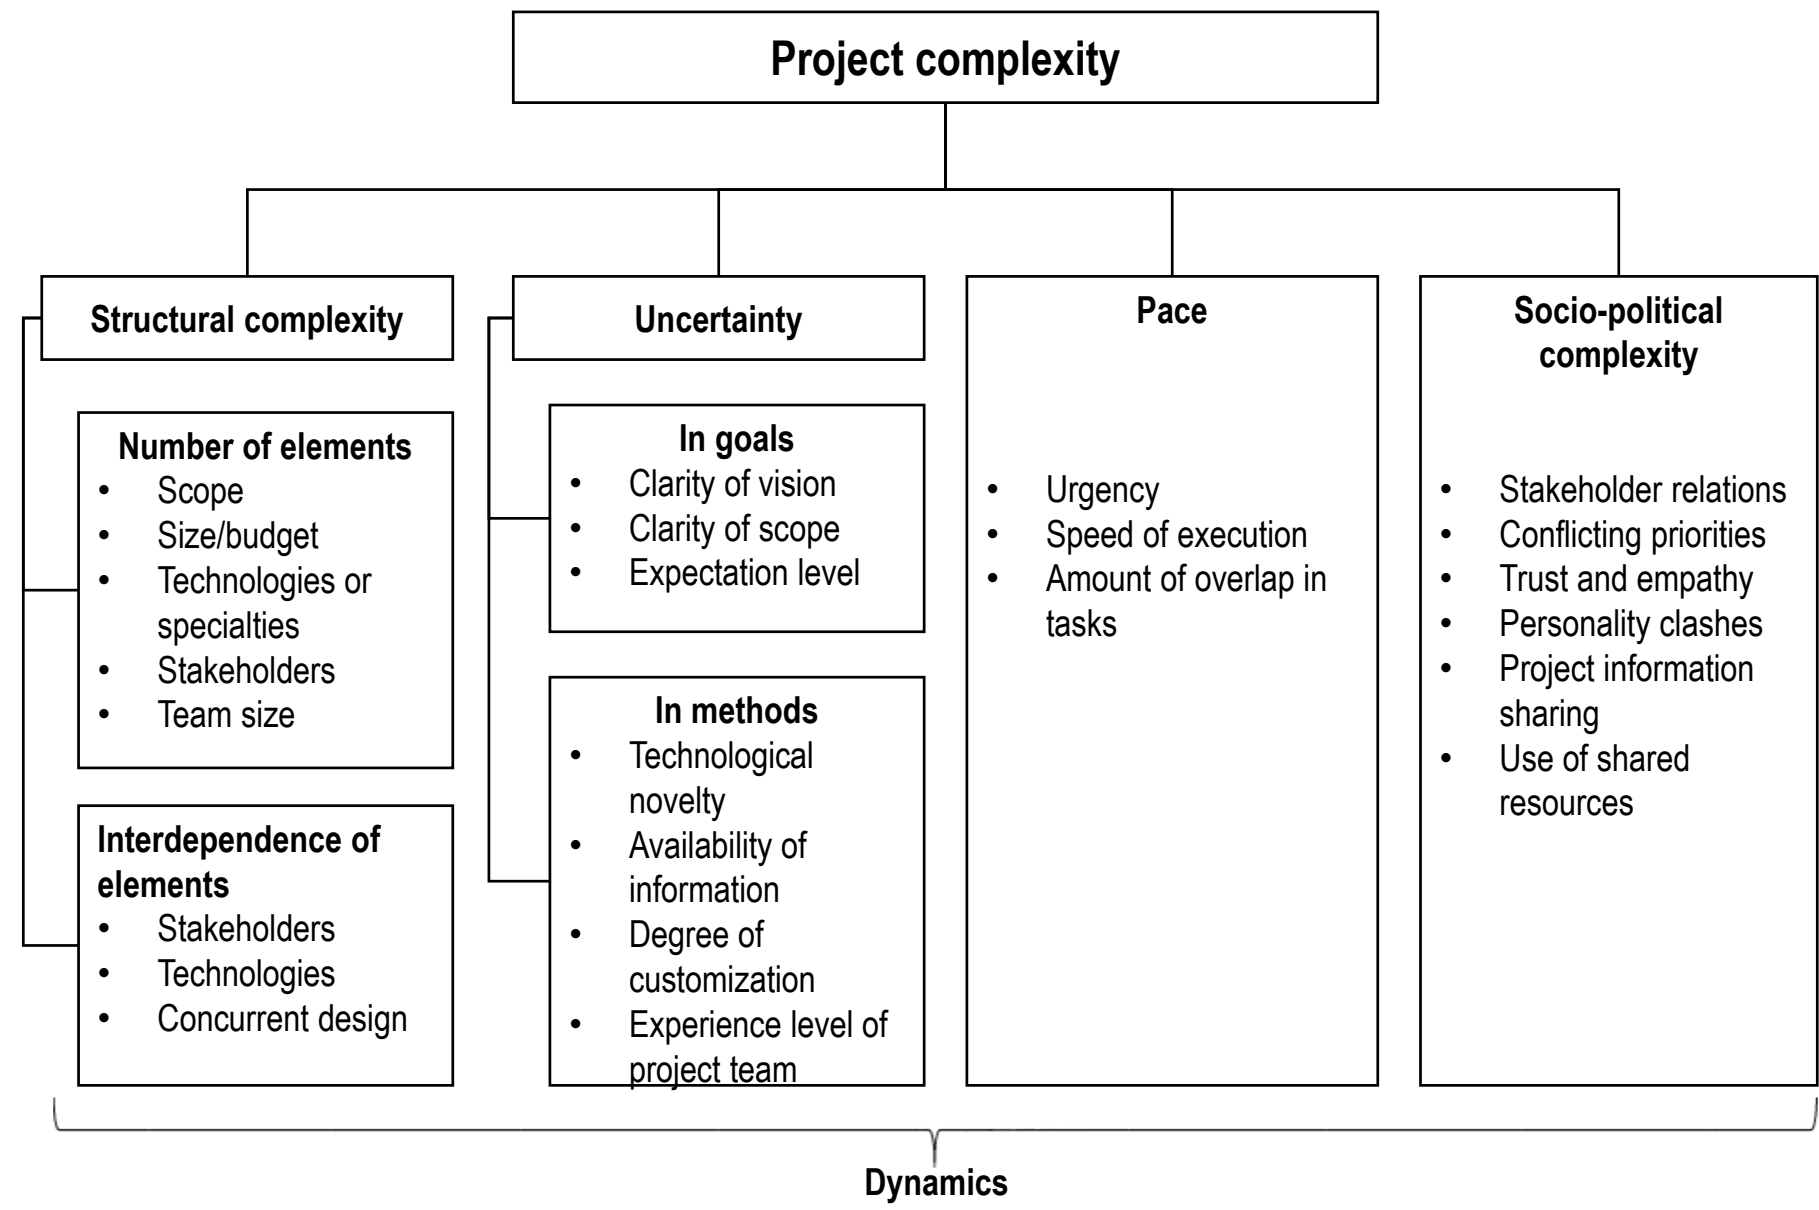 Project complexity
Structural complexity
Number of elements
• Scope
• Size/budget
• Technologies or
specialties
• Stakeholders
• Team size
Interdependence of
elements
• Stakeholders
• Technologies
• Concurrent design
Uncertainty
In goals
• Clarity of vision
• Clarity of scope
• Expectation level
In methods
• Technological
novelty
• Availability of
information
• Degree of
customization
• Experience level of
project team
Pace
• Urgency
• Speed of execution
• Amount of overlap in
tasks
Socio-political
complexity
• Stakeholder relations
• Conflicting priorities
• Trust and empathy
• Personality clashes
• Project information
sharing
• Use of shared
resources
Dynamics